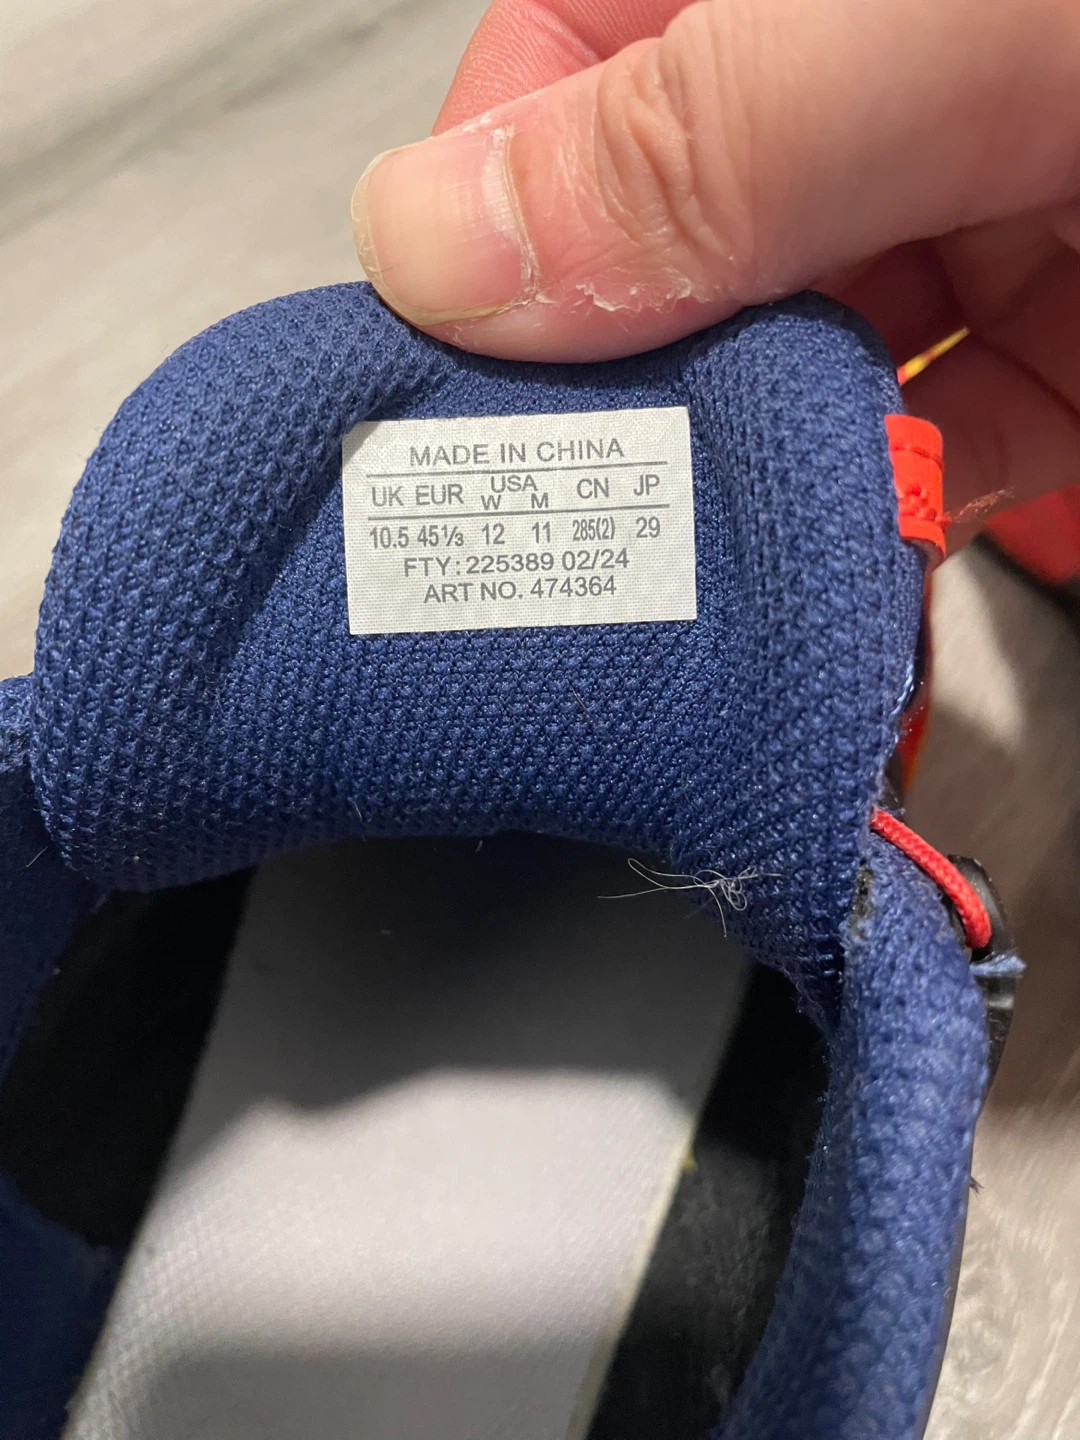 MADE IN CHINA
UK EUR USA CN JP
W M
10.5 45⅓ 12 11 285(2) 29
FTY: 225389 02/24
ART NO. 474364